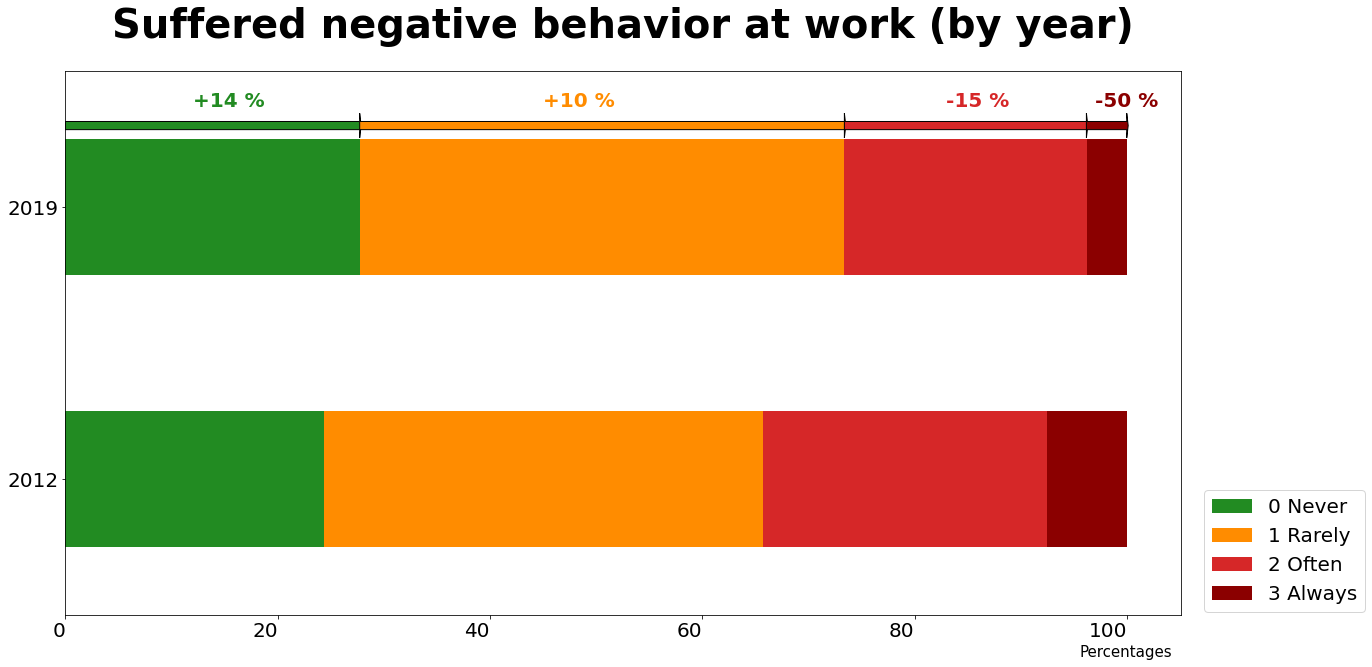 Suffered negative behavior at work (by year)
+14 % +10 % -15 % -50 %
2019
2012
0 Never
1 Rarely
2 Often
3 Always
0 20 40 60 80 100
Percentages